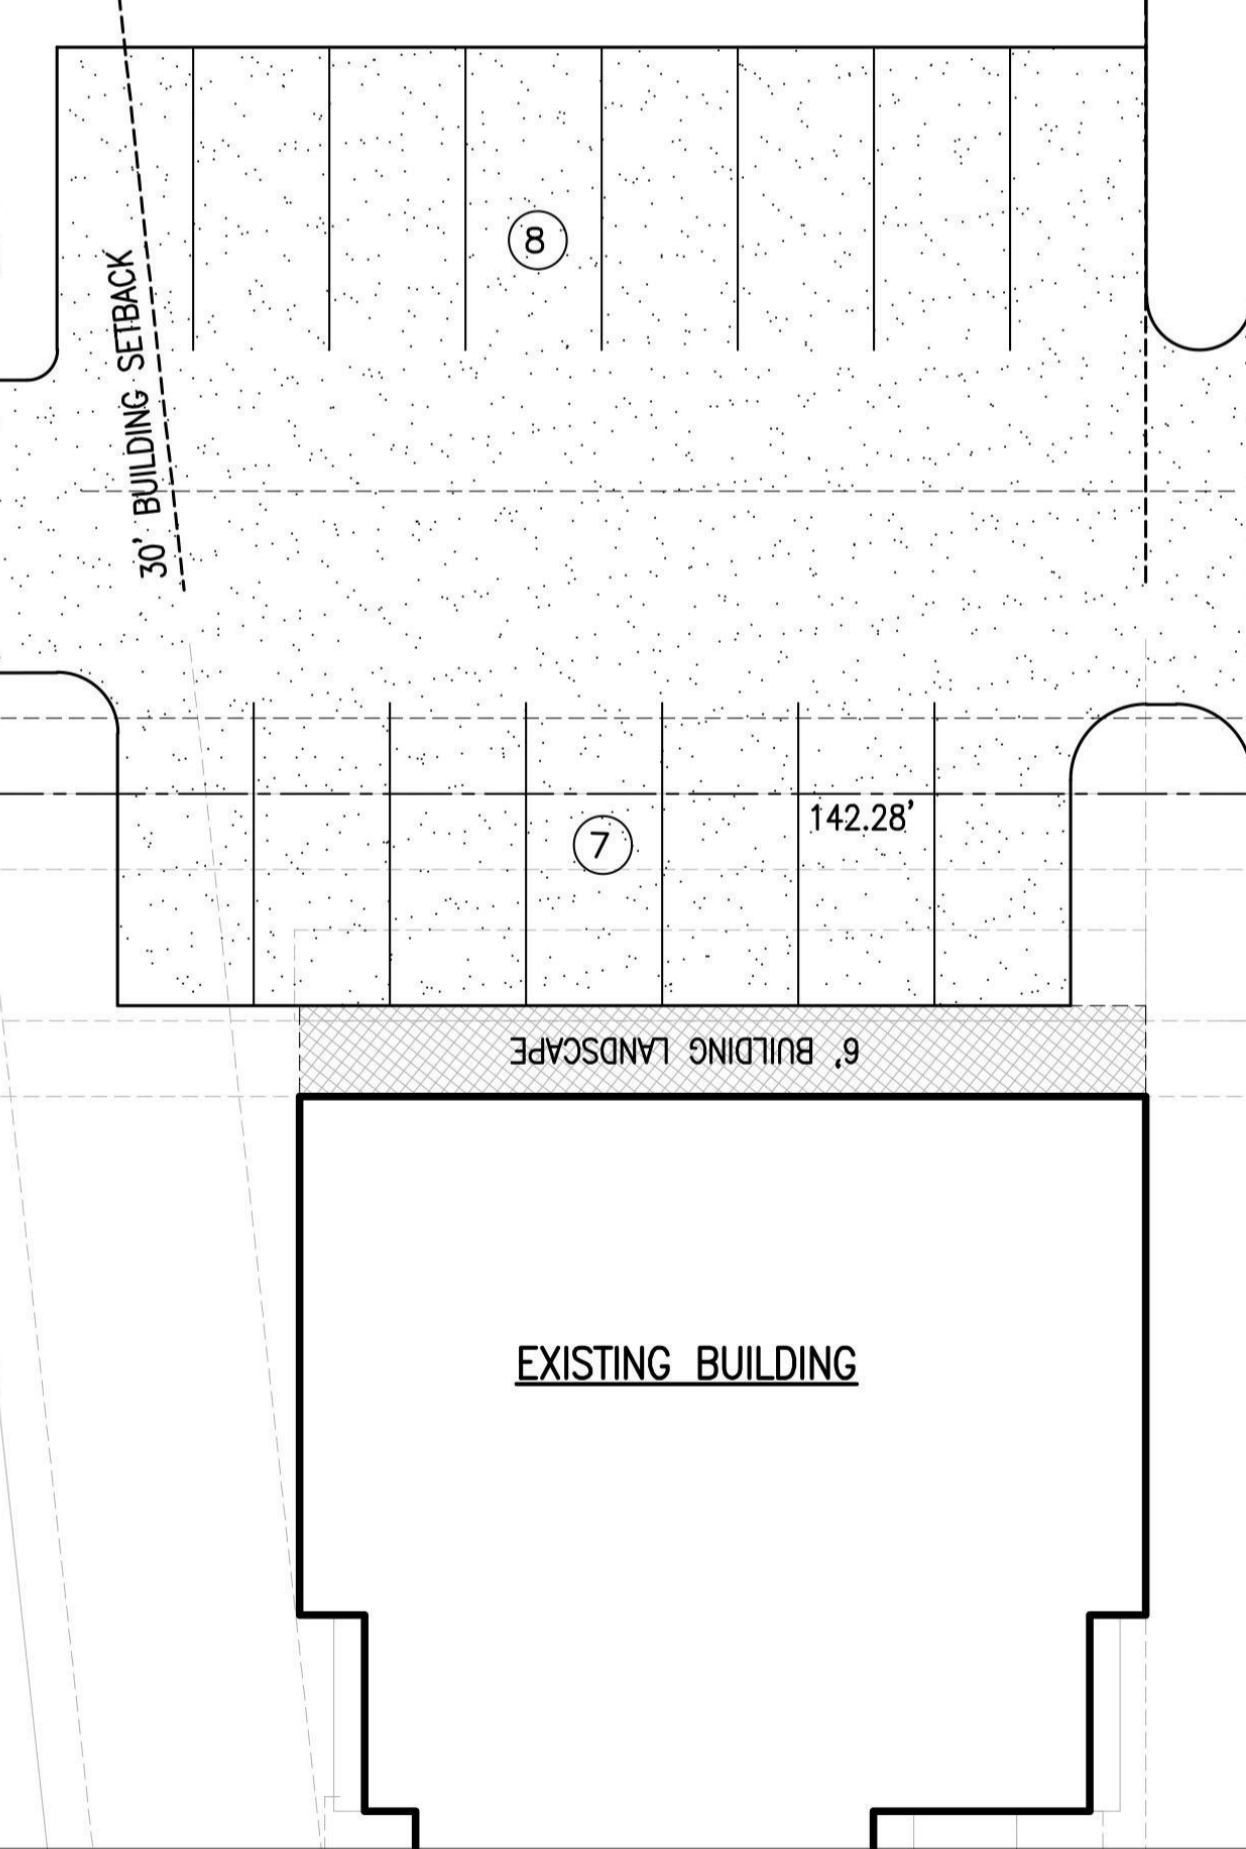 8
30' BUILDING SETBACK
142.28'
7
6' BUILDING LANDSCAPE
EXISTING BUILDING